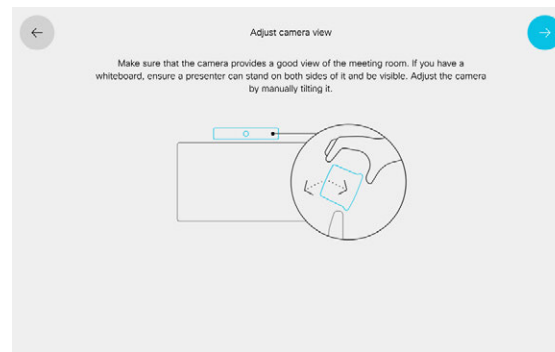 Adjust camera view
Make sure that the camera provides a good view of the meeting room. If you have a
whiteboard, ensure a presenter can stand on both sides of it and be visible. Adjust the camera
by manually tilting it.